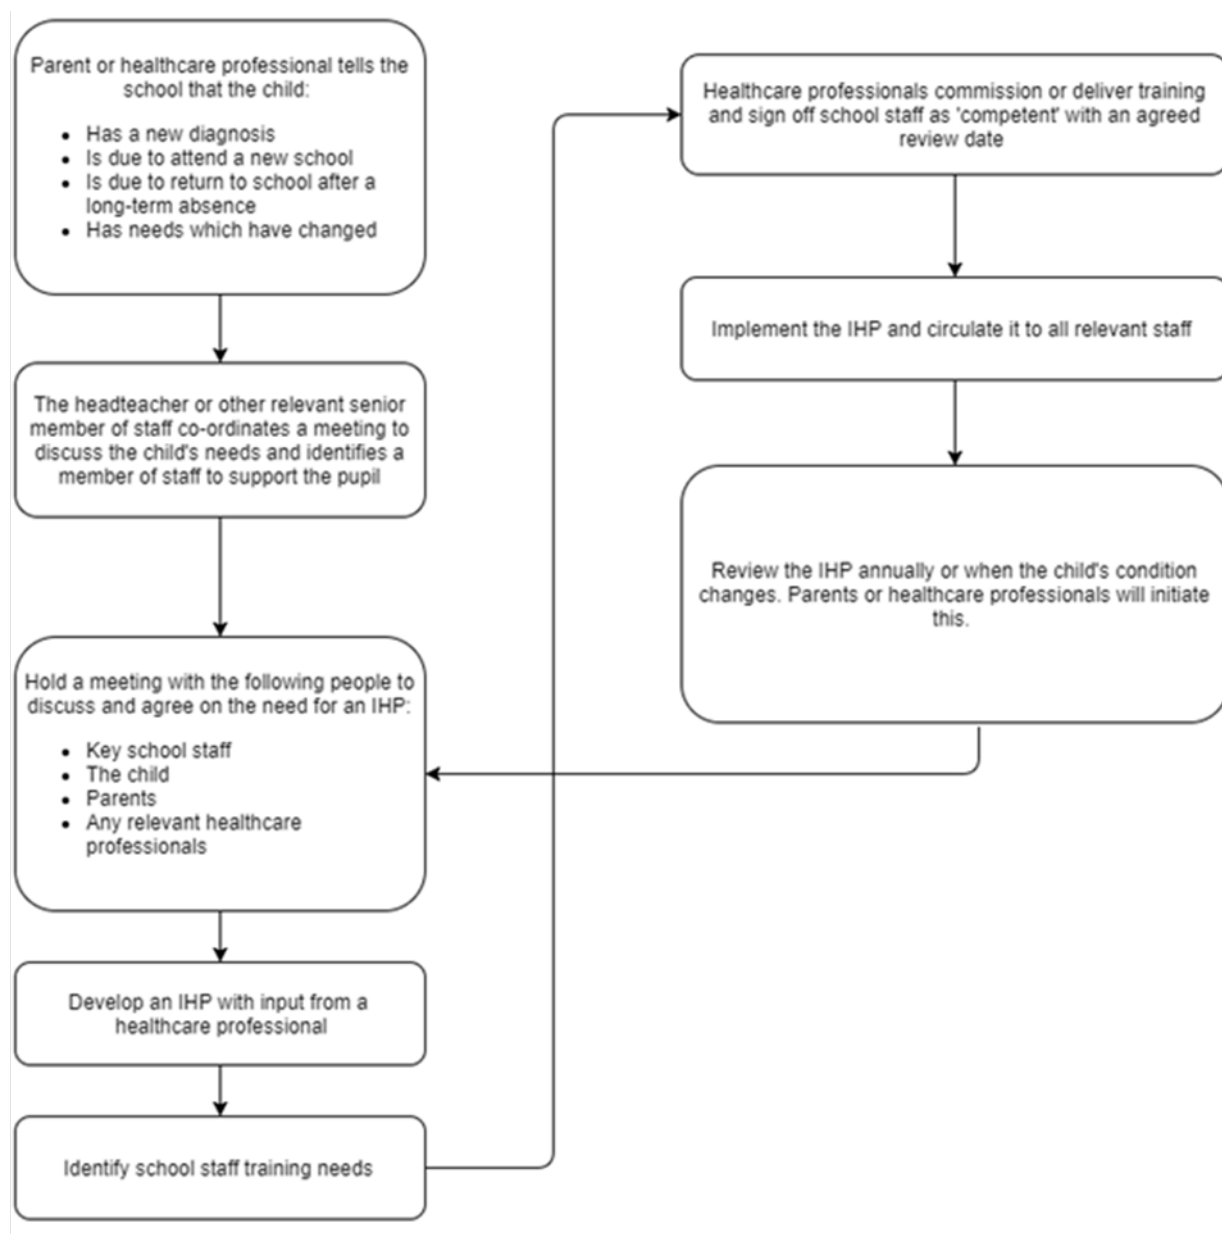 Parent or healthcare professional tells the
school that the child:
• Has a new diagnosis
• Is due to attend a new school
• Is due to return to school after a
long-term absence
• Has needs which have changed
The headteacher or other relevant senior
member of staff co-ordinates a meeting to
discuss the child's needs and identifies a
member of staff to support the pupil
Hold a meeting with the following people to
discuss and agree on the need for an IHP:
• Key school staff
• The child
• Parents
• Any relevant healthcare
professionals
Develop an IHP with input from a
healthcare professional
Identify school staff training needs
Healthcare professionals commission or deliver training
and sign off school staff as 'competent' with an agreed
review date
Implement the IHP and circulate it to all relevant staff
Review the IHP annually or when the child's condition
changes. Parents or healthcare professionals will initiate
this.